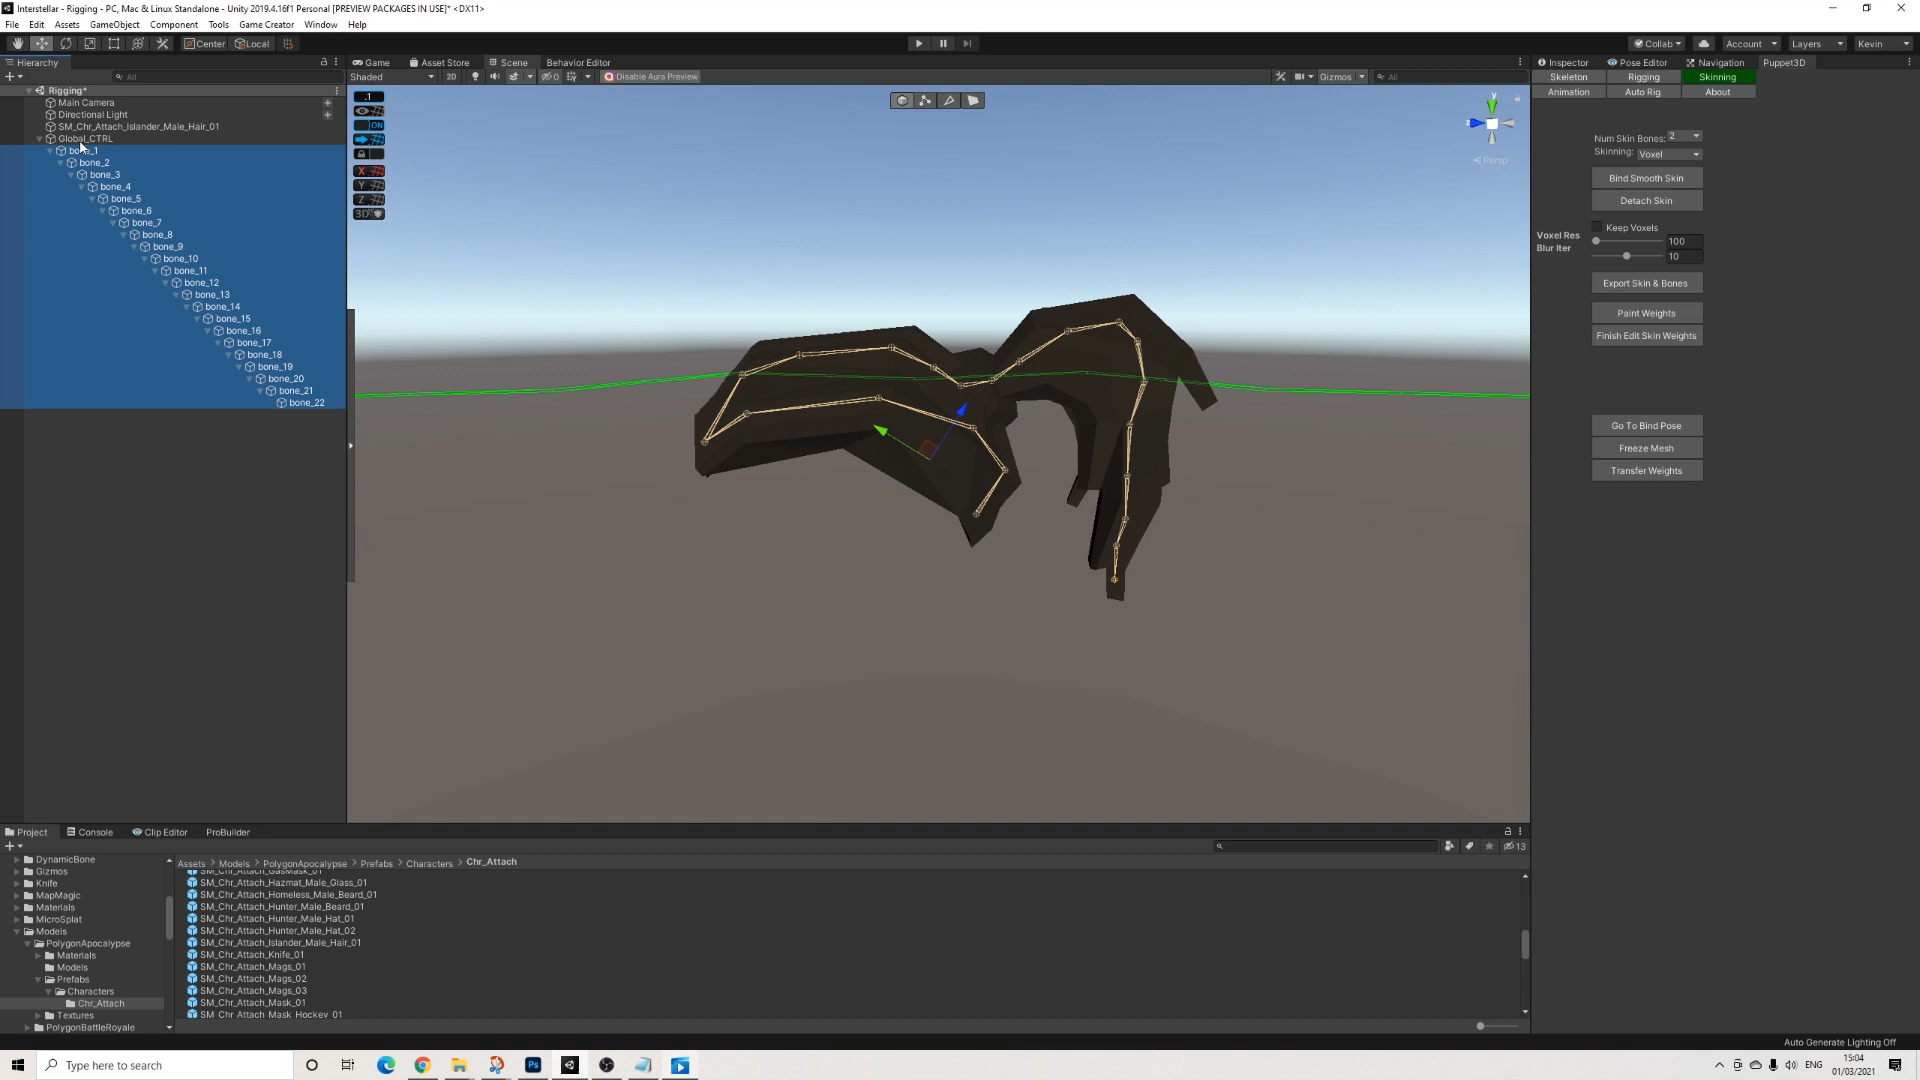 Interstellar - Rigging - PC, Mac & Linux Standalone - Unity 2019.4.16f1 Personal [PREVIEW PACKAGES IN USE]* <DX11>
File Edit Assets GameObject Component Tools Game Creator Window Help
Center Local Collab Account Layers Kevin
Hierarchy Game Asset Store Scene Behavior Editor Inspector Pose Editor Navigation Puppet3D
All Shaded 2D 0 Disable Aura Preview Gizmos All Skeleton Rigging Skinning
Animation Auto Rig About
Rigging*
Main Camera
Directional Light
SM_Chr_Attach_Islander_Male_Hair_01
Global_CTRL
bone_1
bone_2
bone_3
bone_4
bone_5
bone_6
bone_7
bone_8
bone_9
bone_10
bone_11
bone_12
bone_13
bone_14
bone_15
bone_16
bone_17
bone_18
bone_19
bone_20
bone_21
bone_22
.1
ON
X
Y
Z
3D
y
z
Persp
Num Skin Bones: 2
Skinning: Voxel
Bind Smooth Skin
Detach Skin
Keep Voxels
Voxel Res 100
Blur Iter 10
Export Skin & Bones
Paint Weights
Finish Edit Skin Weights
Go To Bind Pose
Freeze Mesh
Transfer Weights
Project Console Clip Editor ProBuilder
13
DynamicBone
Gizmos
Knife
MapMagic
Materials
MicroSplat
Models
PolygonApocalypse
Materials
Models
Prefabs
Characters
Chr_Attach
Textures
PolygonBattleRoyale
Assets > Models > PolygonApocalypse > Prefabs > Characters > Chr_Attach
SM_Chr_Attach_GasMask_01
SM_Chr_Attach_Hazmat_Male_Glass_01
SM_Chr_Attach_Homeless_Male_Beard_01
SM_Chr_Attach_Hunter_Male_Beard_01
SM_Chr_Attach_Hunter_Male_Hat_01
SM_Chr_Attach_Hunter_Male_Hat_02
SM_Chr_Attach_Islander_Male_Hair_01
SM_Chr_Attach_Knife_01
SM_Chr_Attach_Mags_01
SM_Chr_Attach_Mags_02
SM_Chr_Attach_Mags_03
SM_Chr_Attach_Mask_01
SM_Chr_Attach_Mask_Hockey_01
Auto Generate Lighting Off
Type here to search
Ps
ENG
15:04
01/03/2021